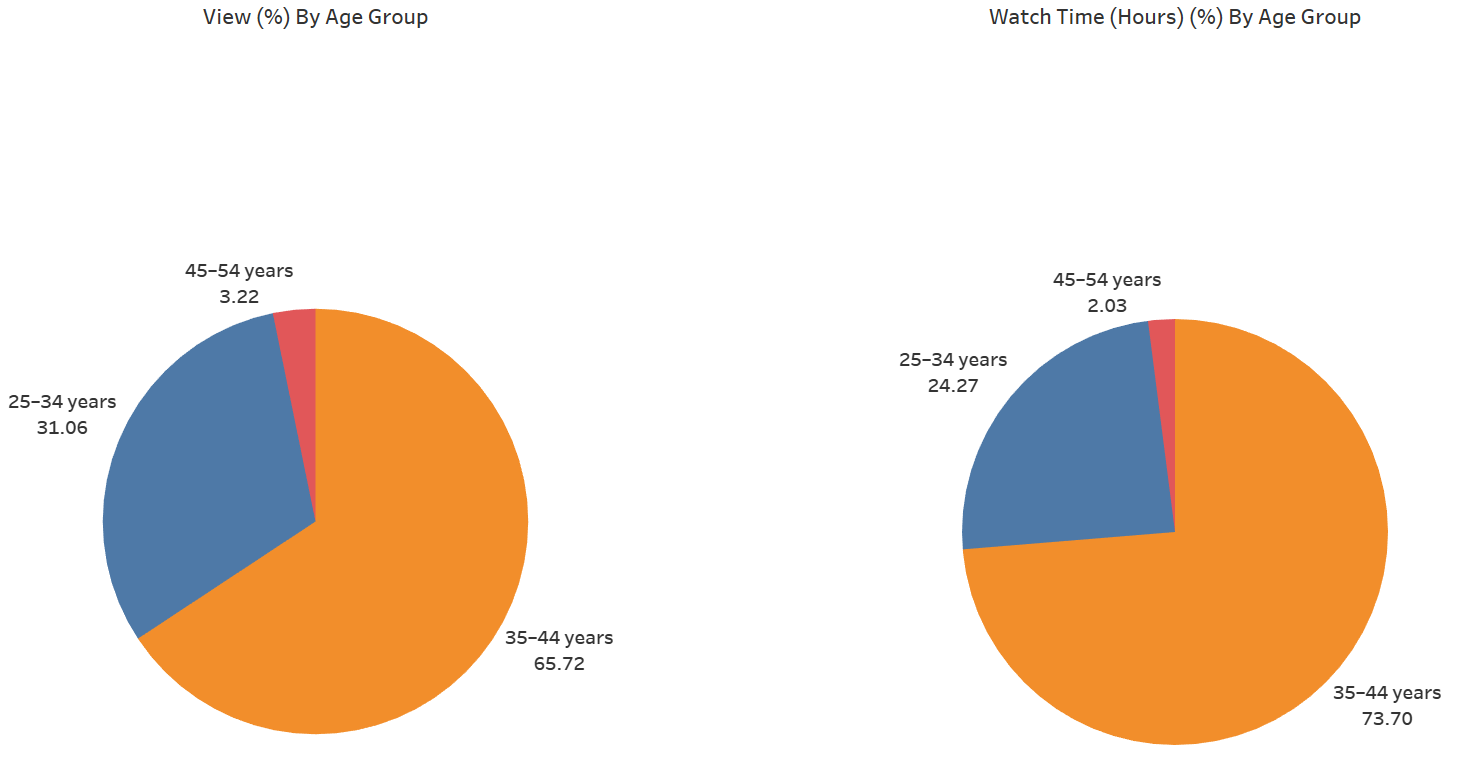 View (%) By Age Group
45–54 years
3.22
25–34 years
31.06
35–44 years
65.72
Watch Time (Hours) (%) By Age Group
45–54 years
2.03
25–34 years
24.27
35–44 years
73.70